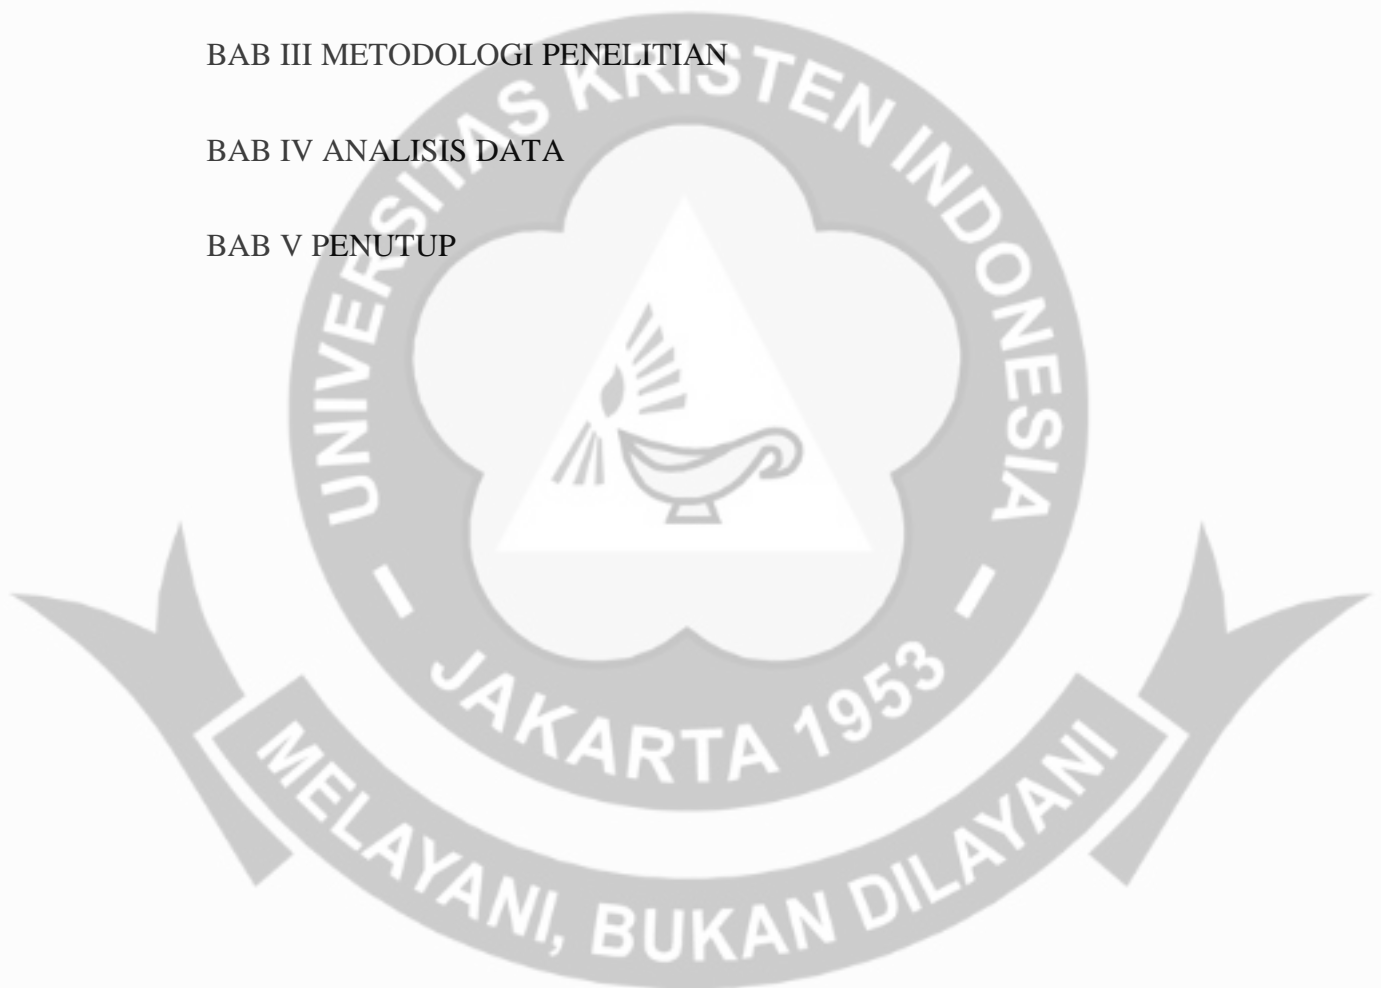 BAB III METODOLOGI PENELITIAN
BAB IV ANALISIS DATA
BAB V PENUTUP
UNIVERSITAS KRISTEN INDONESIA
JAKARTA 1953
MELAYANI, BUKAN DILAYANI